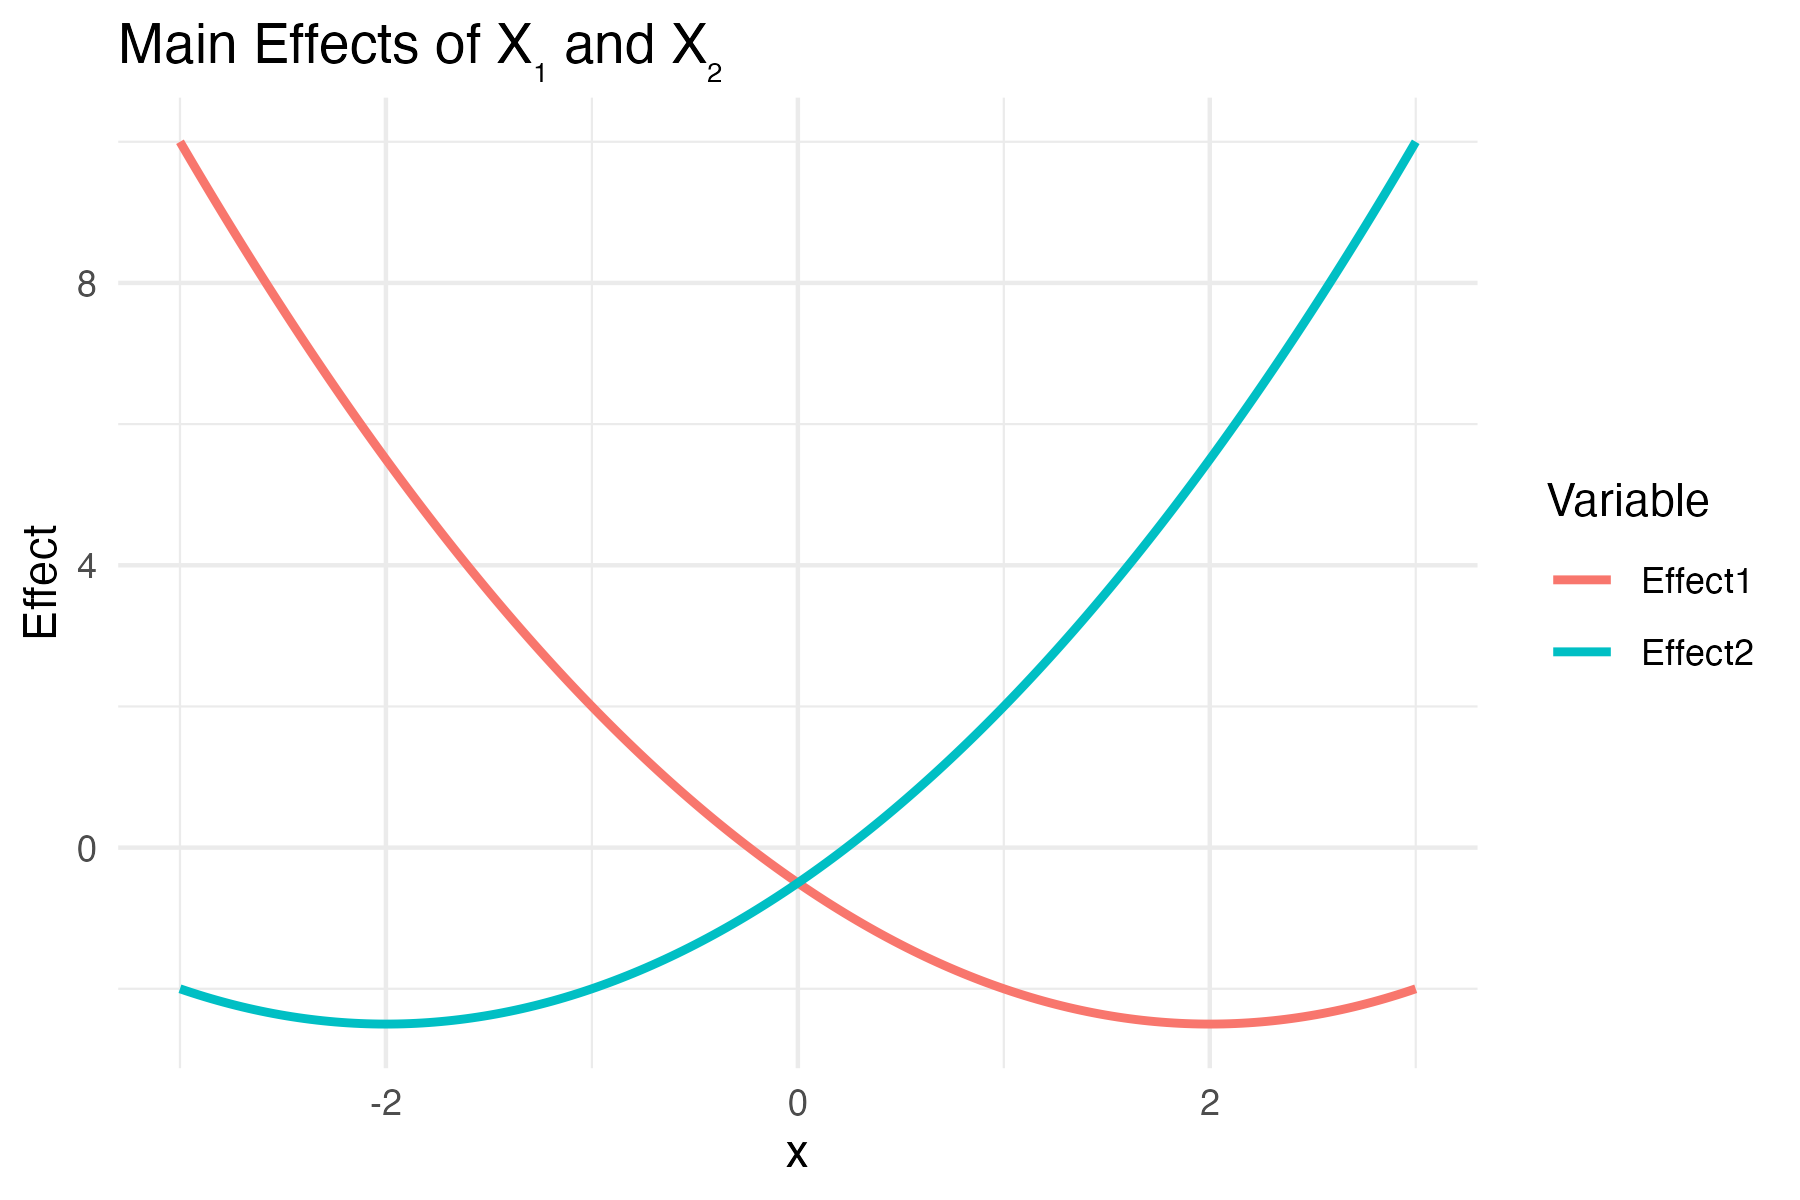 Main Effects of X₁ and X₂
Effect
8
4
0
-2 0 2
x
Variable
Effect1
Effect2